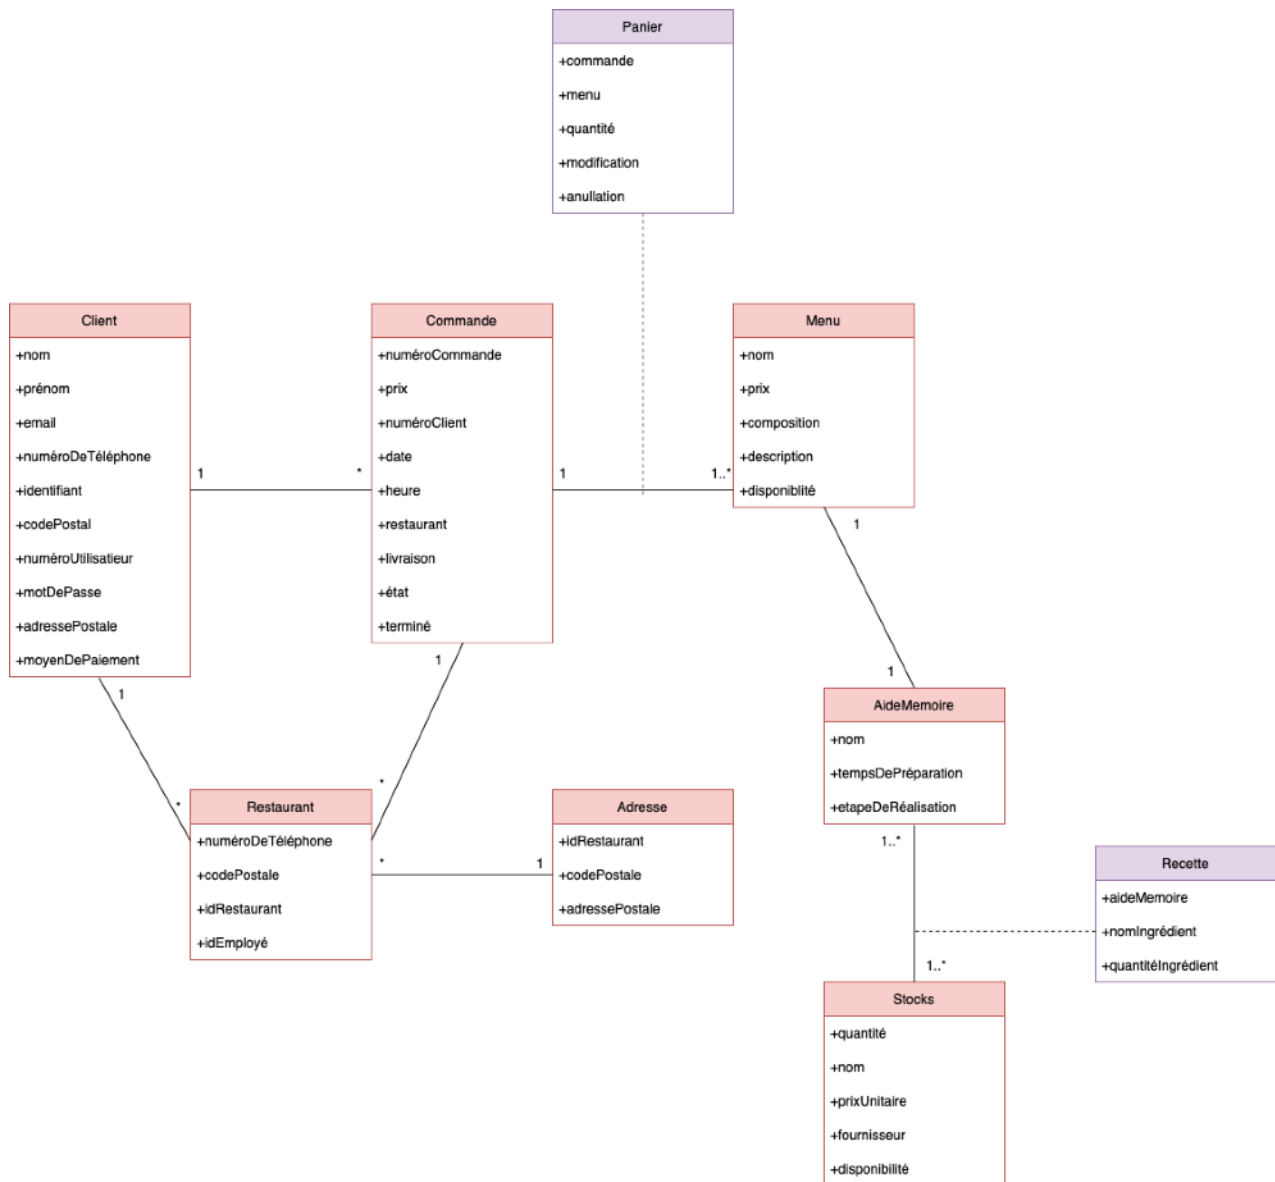 Panier
+commande
+menu
+quantité
+modification
+anullation
Client
+nom
+prénom
+email
+numéroDeTéléphone
+identifiant
+codePostal
+numéroUtilisatieur
+motDePasse
+adressePostale
+moyenDePaiement
Commande
+numéroCommande
+prix
+numéroClient
+date
+heure
+restaurant
+livraison
+état
+terminé
Menu
+nom
+prix
+composition
+description
+disponiblité
1
*
1
1..*
1
1
1
*
1
*
Restaurant
+numéroDeTéléphone
+codePostale
+idRestaurant
+idEmployé
*
1
Adresse
+idRestaurant
+codePostale
+adressePostale
AideMemoire
+nom
+tempsDePréparation
+etapeDeRéalisation
1..*
1..*
Recette
+aideMemoire
+nomIngrédient
+quantitéIngrédient
Stocks
+quantité
+nom
+prixUnitaire
+fournisseur
+disponibilité